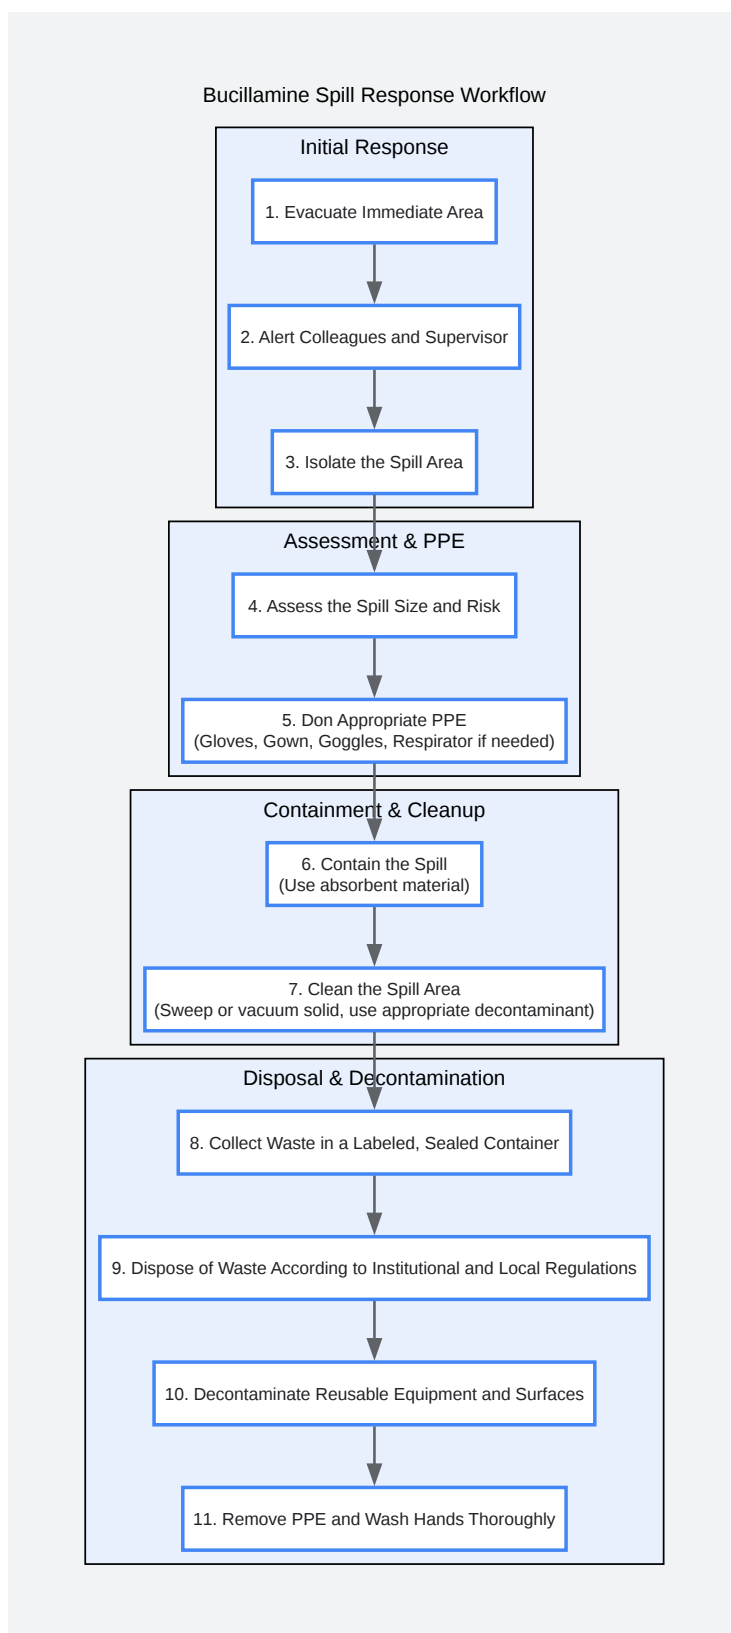 Bucillamine Spill Response Workflow
Initial Response
1. Evacuate Immediate Area
2. Alert Colleagues and Supervisor
3. Isolate the Spill Area
Assessment & PPE
4. Assess the Spill Size and Risk
5. Don Appropriate PPE
(Gloves, Gown, Goggles, Respirator if needed)
Containment & Cleanup
6. Contain the Spill
(Use absorbent material)
7. Clean the Spill Area
(Sweep or vacuum solid, use appropriate decontaminant)
Disposal & Decontamination
8. Collect Waste in a Labeled, Sealed Container
9. Dispose of Waste According to Institutional and Local Regulations
10. Decontaminate Reusable Equipment and Surfaces
11. Remove PPE and Wash Hands Thoroughly